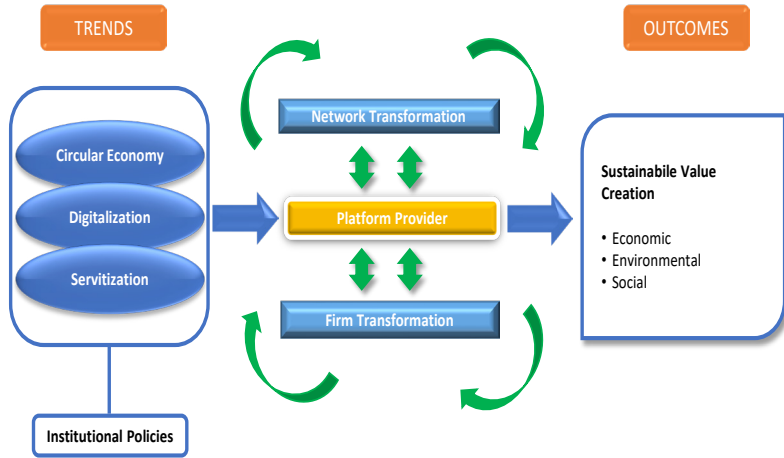 TRENDS
OUTCOMES
Network Transformation
Circular Economy
Digitalization
Servitization
Platform Provider
Firm Transformation
Sustainabile Value
Creation
• Economic
• Environmental
• Social
Institutional Policies